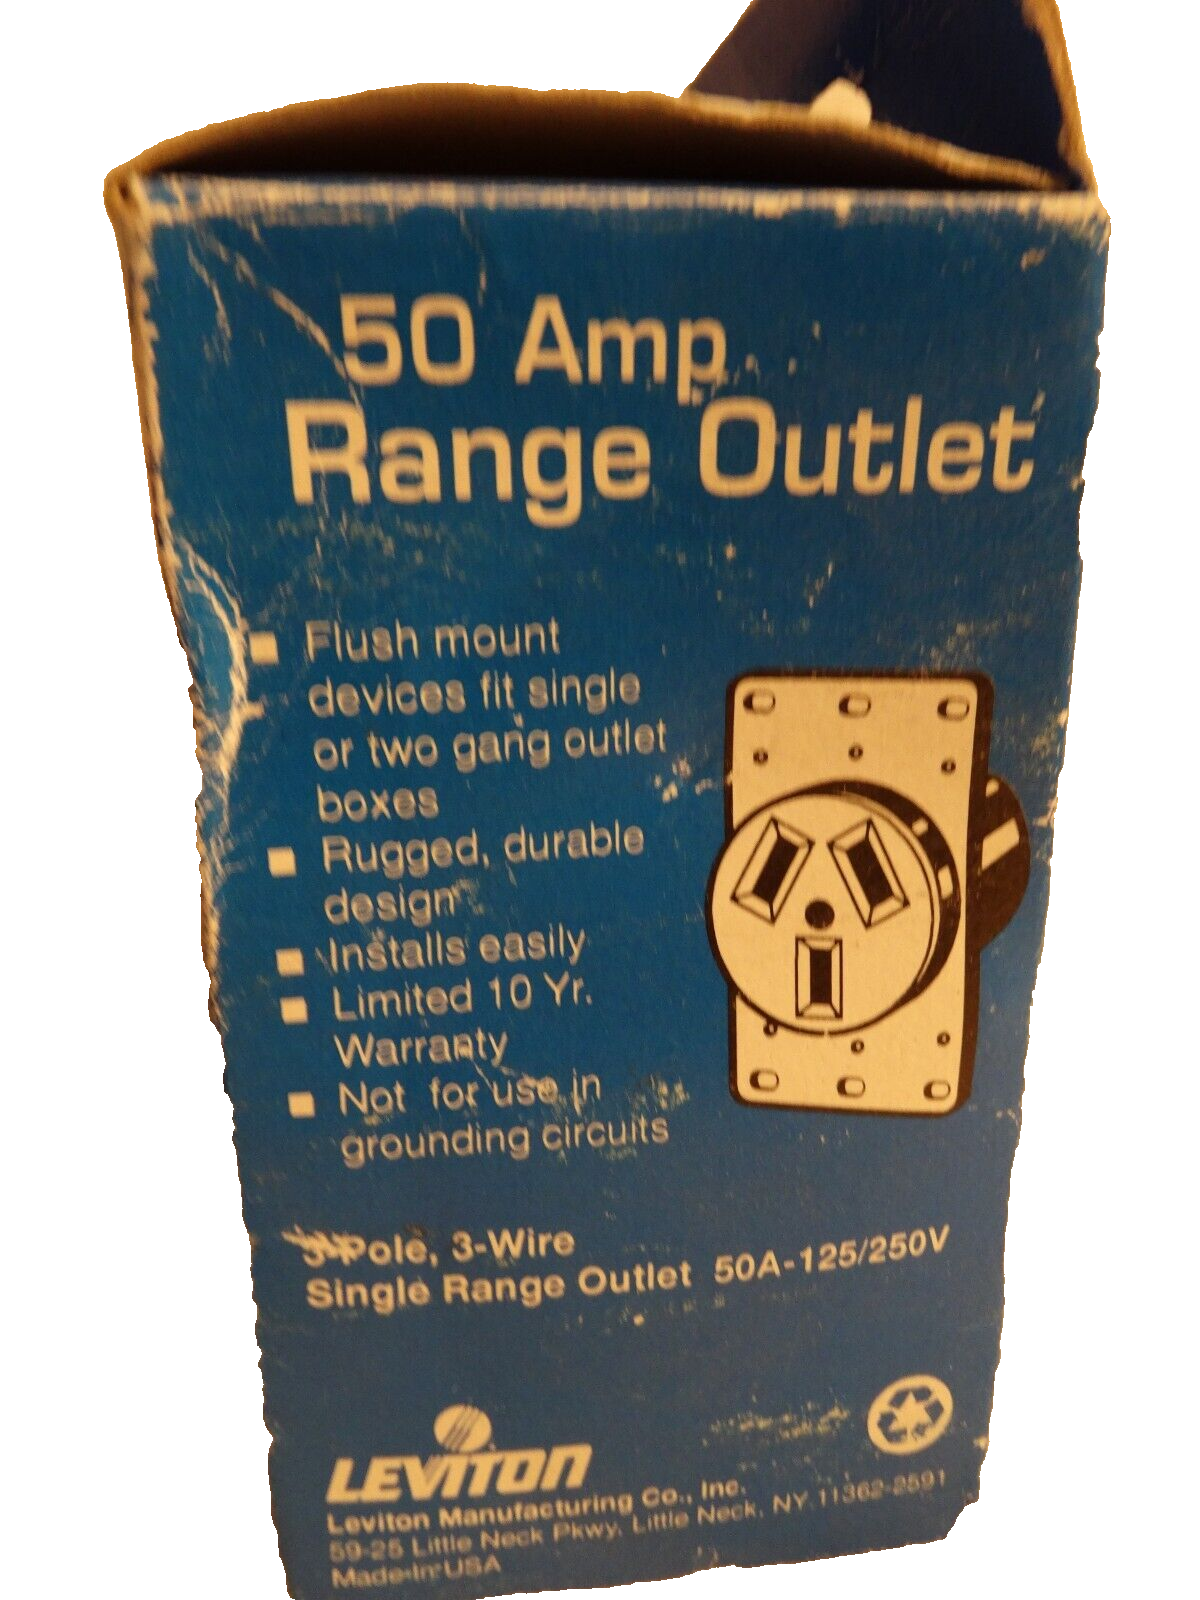 50 Amp
Range Outlet
Flush mount
devices fit single
or two gang outlet
boxes
Rugged, durable
design
Installs easily
Limited 10 Yr.
Warranty
Not for use in
grounding circuits
3-Pole, 3-Wire
Single Range Outlet 50A-125/250V
LEVITON
Leviton Manufacturing Co., Inc.
59-25 Little Neck Pkwy, Little Neck, NY 11362-2591
Made in USA